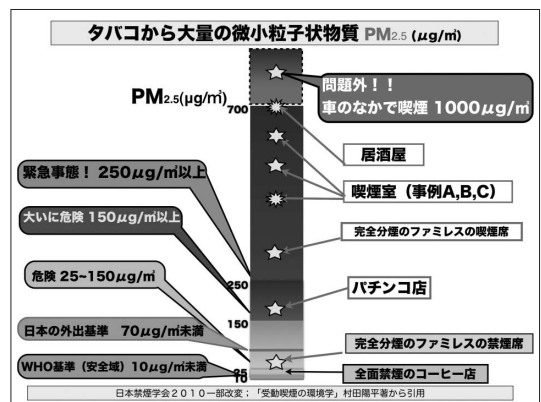 タバコから大量の微小粒子状物質 PM2.5 (μg/㎥)
PM2.5(μg/㎥)
700
問題外！！
車のなかで喫煙 1000μg/㎥
居酒屋
喫煙室（事例A,B,C）
緊急事態！ 250μg/㎥以上
大いに危険 150μg/㎥以上
完全分煙のファミレスの喫煙席
危険 25~150μg/㎥
250
パチンコ店
150
日本の外出基準 70μg/㎥未満
完全分煙のファミレスの禁煙席
WHO基準（安全域）10μg/㎥未満
25
10
全面禁煙のコーヒー店
日本禁煙学会２０１０一部改変；「受動喫煙の環境学」村田陽平著から引用